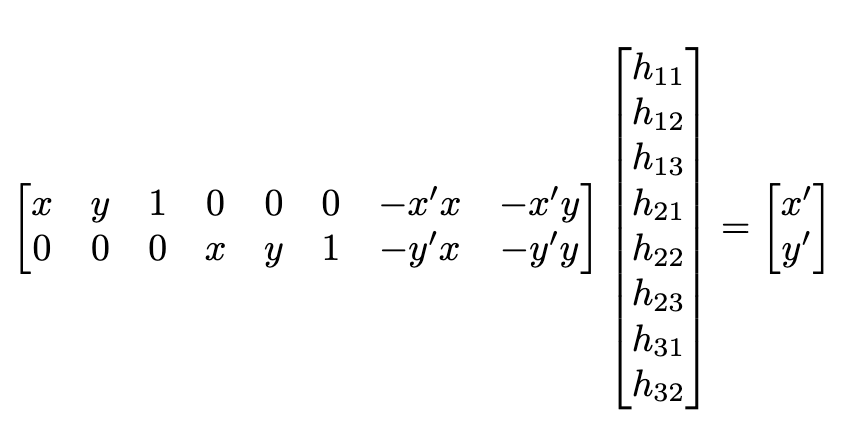 h₁₁
h₁₂
h₁₃
x y 1 0 0 0 −x′x −x′y h₂₁ x′
0 0 0 x y 1 −y′x −y′y h₂₂ = y′
h₂₃
h₃₁
h₃₂